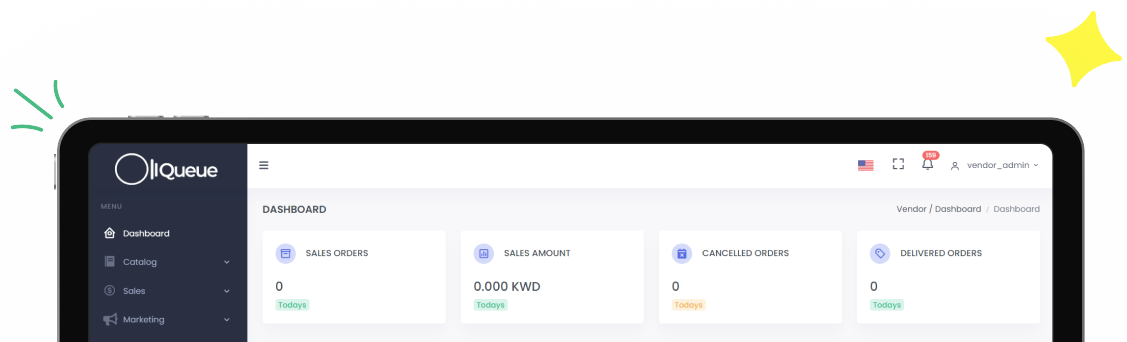 IQueue
159
vendor_admin
MENU
DASHBOARD
Vendor / Dashboard / Dashboard
Dashboard
Catalog
Sales
Marketing
SALES ORDERS
0
Todays
SALES AMOUNT
0.000 KWD
Todays
CANCELLED ORDERS
0
Todays
DELIVERED ORDERS
0
Todays